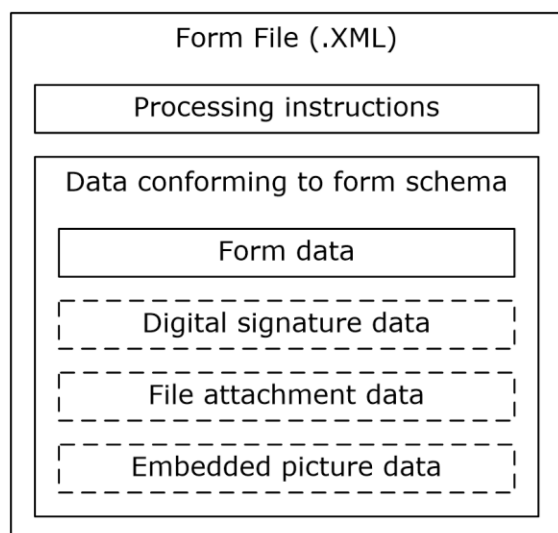 Form File (.XML)
Processing instructions
Data conforming to form schema
Form data
Digital signature data
File attachment data
Embedded picture data